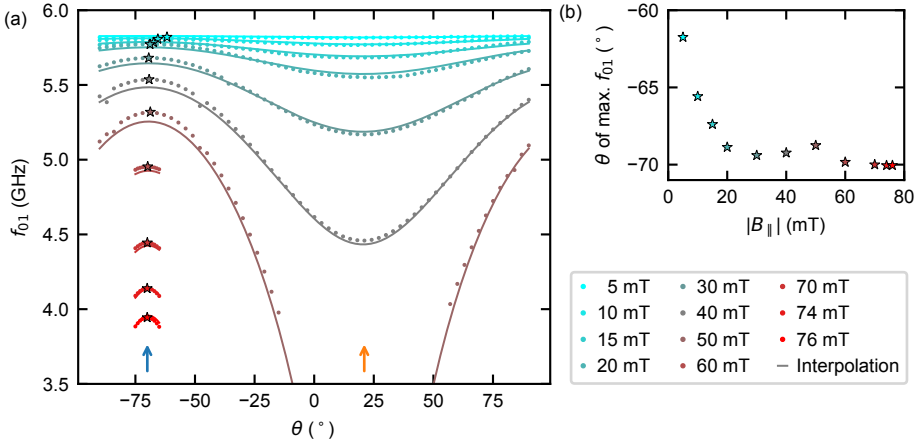 (a)
6.0
5.5
5.0
4.5
4.0
3.5
f₀₁ (GHz)
−75 −50 −25 0 25 50 75
θ (°)
(b)
−60
−65
−70
θ of max. f₀₁ (°)
0 20 40 60 80
|B∥| (mT)
5 mT
10 mT
15 mT
20 mT
30 mT
40 mT
50 mT
60 mT
70 mT
74 mT
76 mT
Interpolation